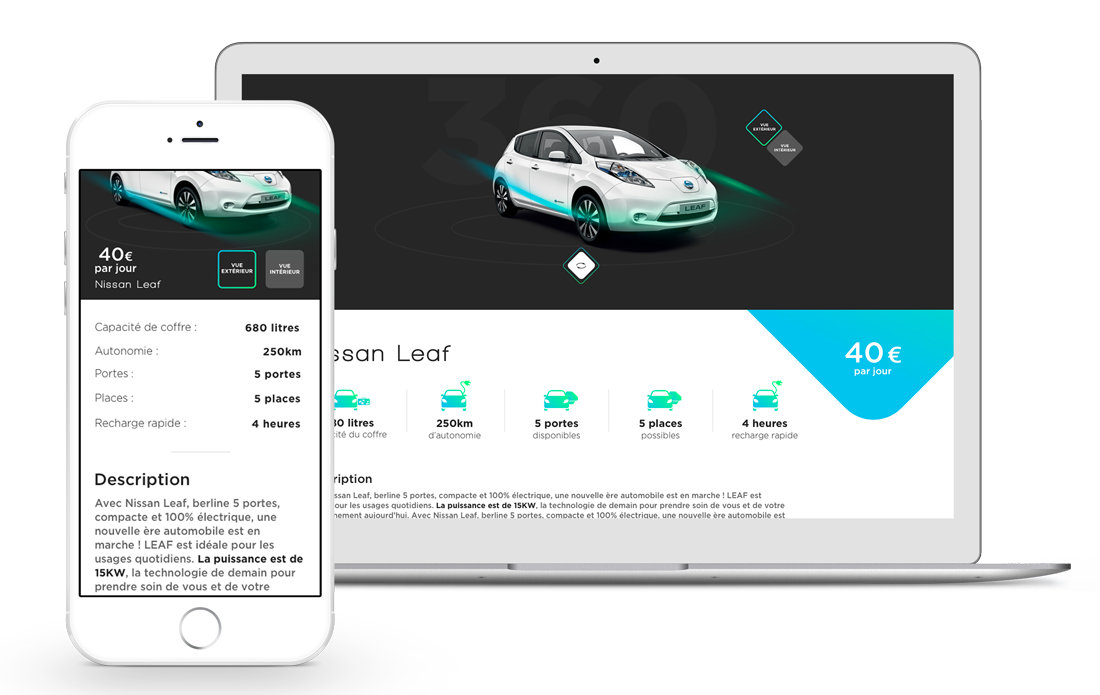 40€
par jour
Nissan Leaf
VUE
EXTÉRIEUR
VUE
INTÉRIEUR
Capacité de coffre : 680 litres
Autonomie : 250km
Portes : 5 portes
Places : 5 places
Recharge rapide : 4 heures
Description
Avec Nissan Leaf, berline 5 portes,
compacte et 100% électrique, une
nouvelle ère automobile est en
marche ! LEAF est idéale pour les
usages quotidiens. La puissance est de
15KW, la technologie de demain pour
prendre soin de vous et de votre
LEAF
360
VUE
EXTÉRIEUR
VUE
INTÉRIEUR
LEAF
40€
par jour
ssan Leaf
80 litres
ité du coffre
250km
d'autonomie
5 portes
disponibles
5 places
possibles
4 heures
recharge rapide
ription
ssan Leaf, berline 5 portes, compacte et 100% électrique, une nouvelle ère automobile est en marche ! LEAF est
our les usages quotidiens. La puissance est de 15KW, la technologie de demain pour prendre soin de vous et de votre
nement aujourd'hui. Avec Nissan Leaf, berline 5 portes, compacte et 100% électrique, une nouvelle ère automobile est